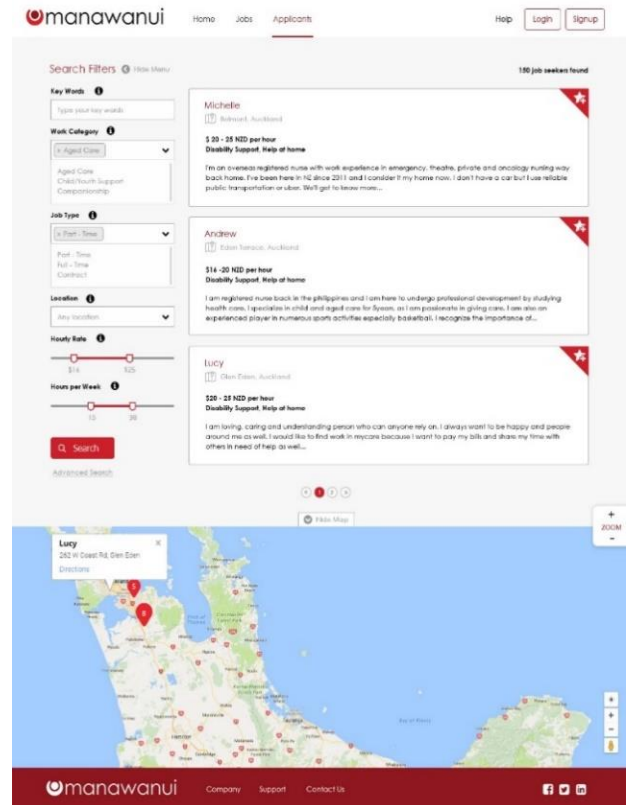 manawanui
Home Jobs Applicants Help Login Signup
Search Filters Hide Menu
150 job seekers found
Key Words
Type your key words
Work Category
× Aged Care
Aged Care
Child/Youth Support
Companionship
Job Type
× Part - Time
Part - Time
Full - Time
Contract
Location
Any location
Hourly Rate
$16 $25
Hours per Week
15 30
Search
Advanced Search
Michelle
Belmont, Auckland
$ 20 - 25 NZD per hour
Disability Support, Help at home
I'm an overseas registered nurse with work experience in emergency, theatre, private and oncology nursing way
back home. I've been here in NZ since 2011 and I consider it my home now. I don't have a car but I use reliable
public transportation or uber. We'll get to know more...
Andrew
Eden Terrace, Auckland
$16 -20 NZD per hour
Disability Support, Help at home
I am registered nurse back in the philippines and I am here to undergo professional development by studying
health care. I specialize in child and aged care for 5years, as I am passionate in giving care. I am also an
experienced player in numerous sports activities especially basketball. I recognize the importance of...
Lucy
Glen Eden, Auckland
$20 - 25 NZD per hour
Disability Support, Help at home
I am loving, caring and understanding person who can anyone rely on. I always want to be happy and people
around me as well. I would like to find work in mycare because I want to pay my bills and share my time with
others in need of help as well...
1 2
Hide Map
+
ZOOM
-
Lucy ×
262 W Coast Rd, Glen Eden
Directions
5
8
+
+
-
manawanui
Company Support Contact Us